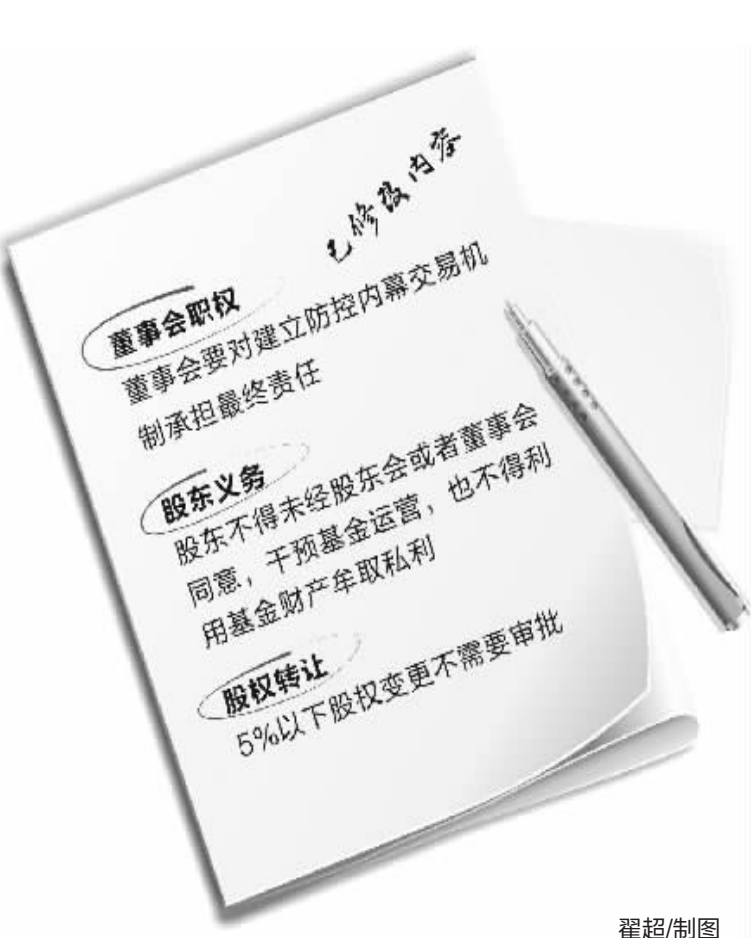 已修改内容
董事会职权
董事会要对建立防控内幕交易机
制承担最终责任
股东义务
股东不得未经股东会或者董事会
同意，干预基金运营，也不得利
用基金财产牟取私利
股权转让
5%以下股权变更不需要审批
翟超/制图